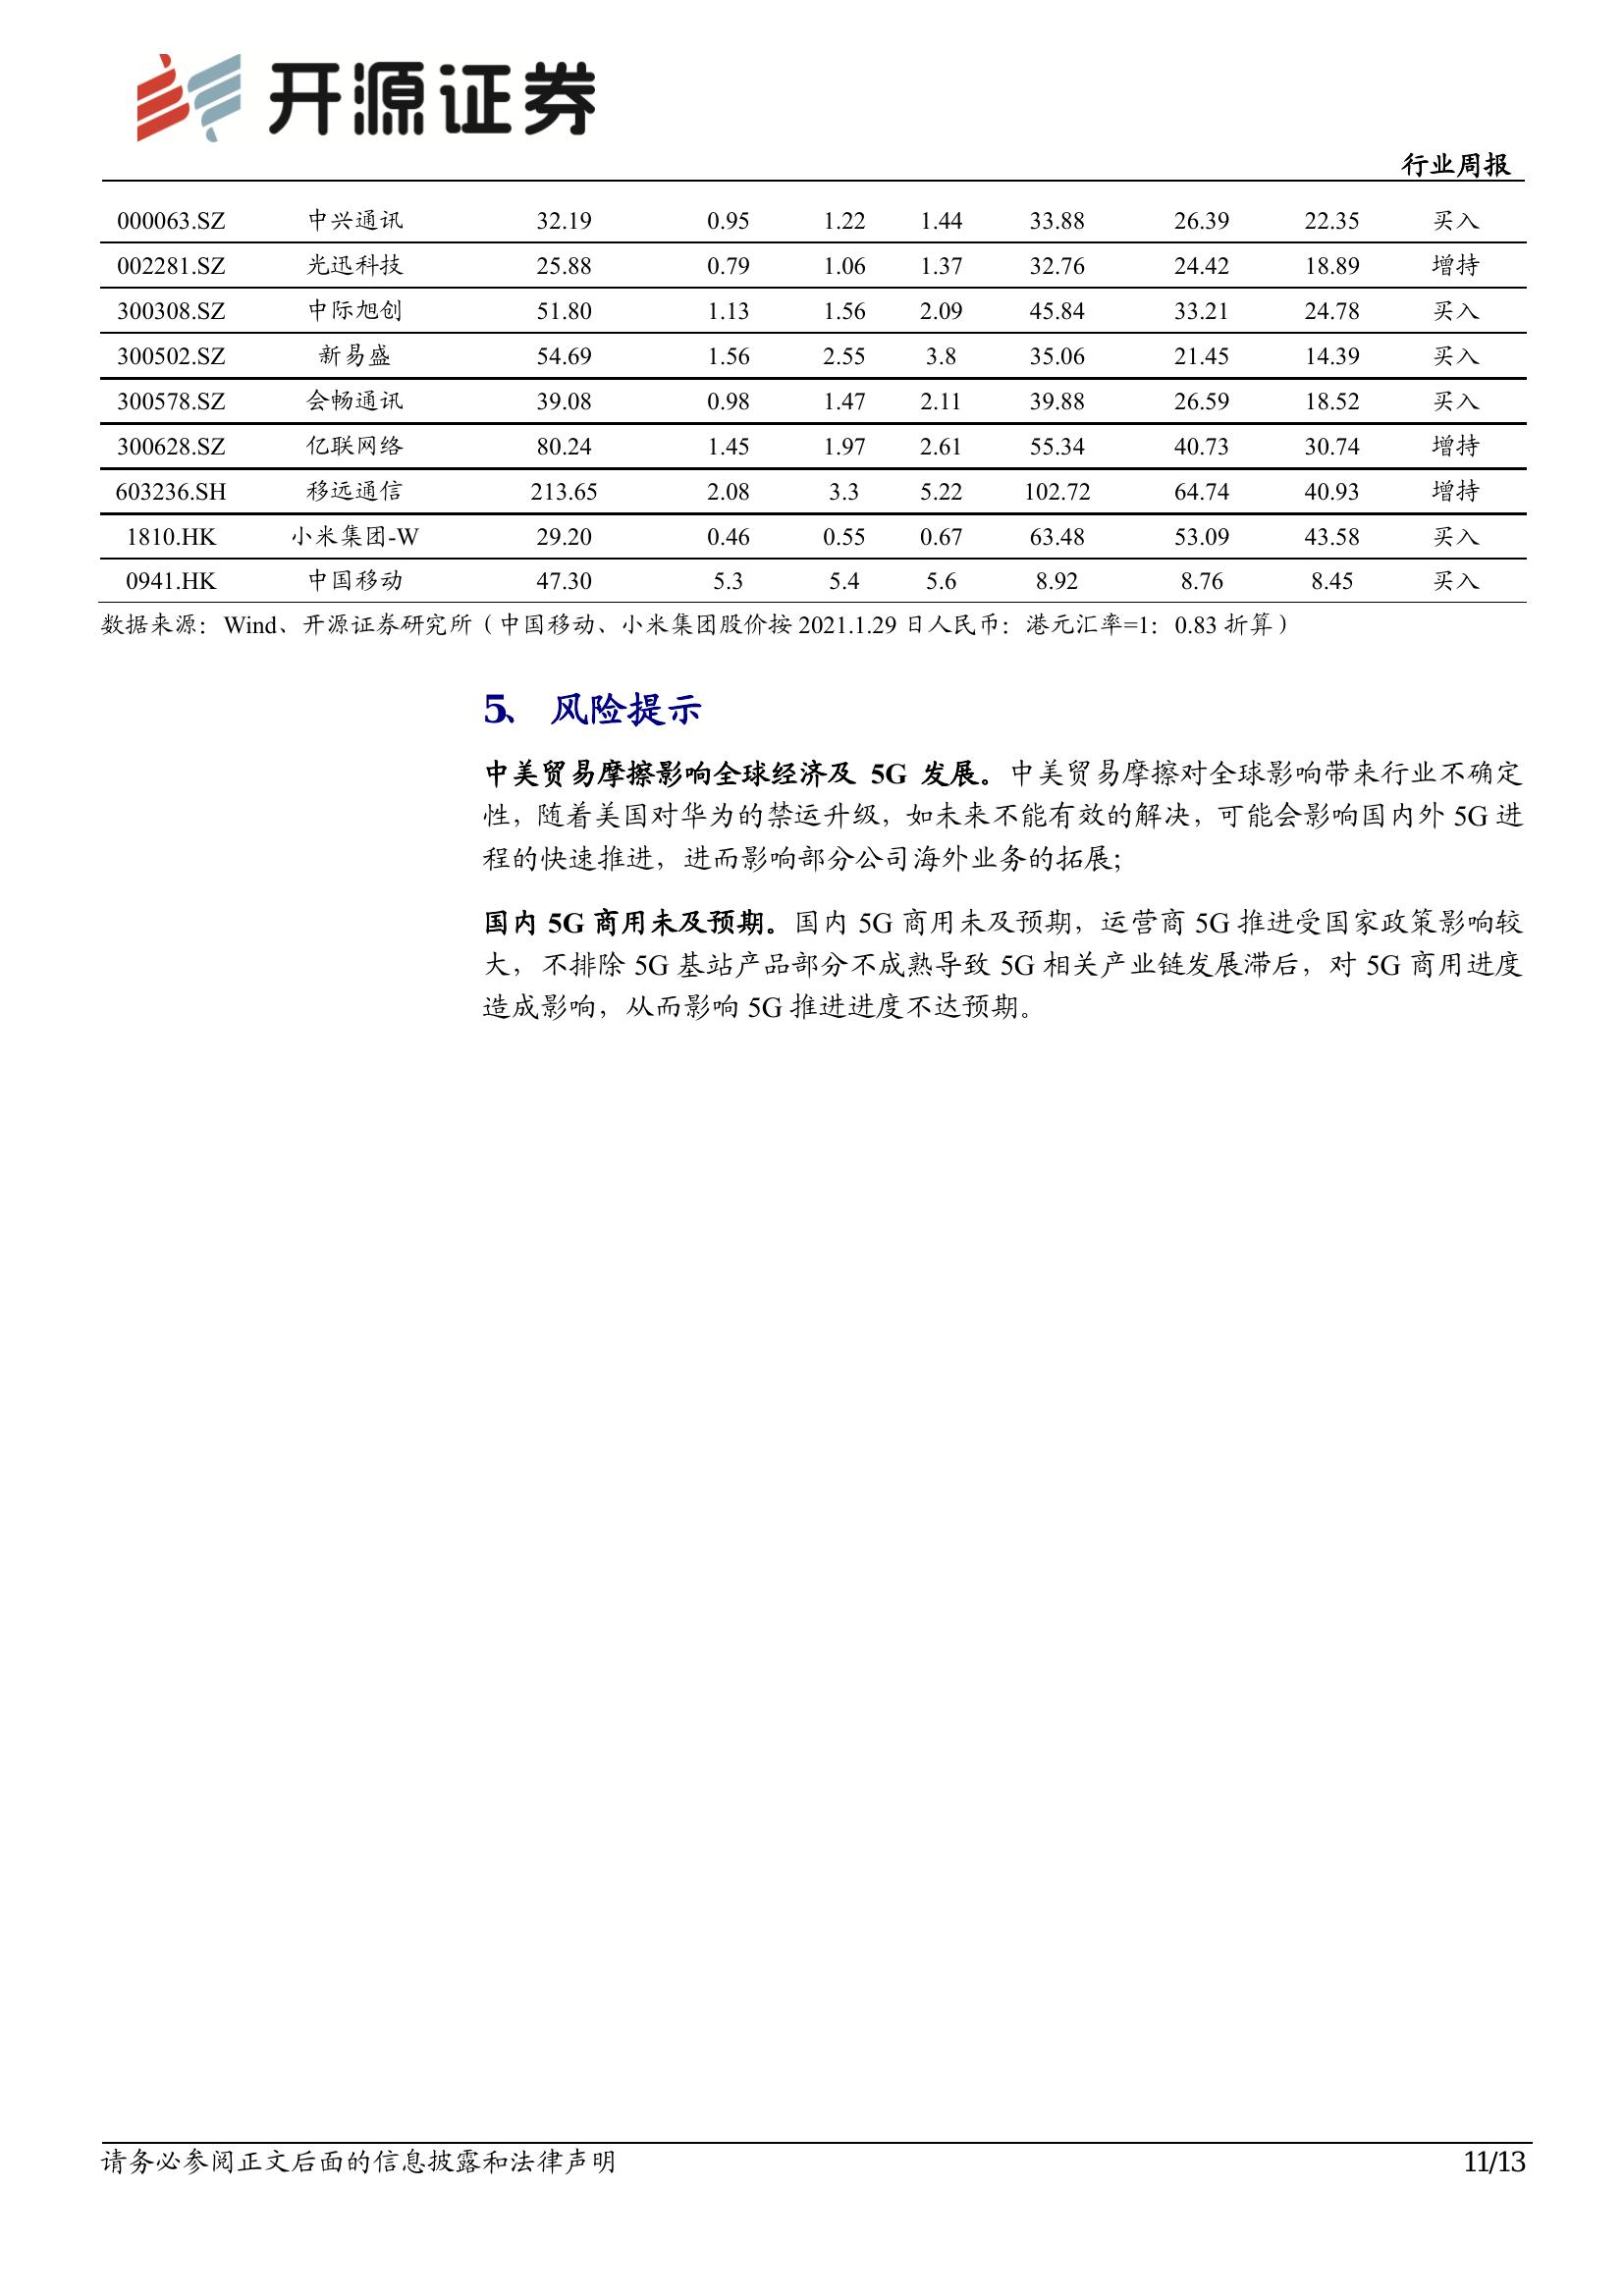 开源证券
行业周报
000063.SZ 中兴通讯 32.19 0.95 1.22 1.44 33.88 26.39 22.35 买入
002281.SZ 光迅科技 25.88 0.79 1.06 1.37 32.76 24.42 18.89 增持
300308.SZ 中际旭创 51.80 1.13 1.56 2.09 45.84 33.21 24.78 买入
300502.SZ 新易盛 54.69 1.56 2.55 3.8 35.06 21.45 14.39 买入
300578.SZ 会畅通讯 39.08 0.98 1.47 2.11 39.88 26.59 18.52 买入
300628.SZ 亿联网络 80.24 1.45 1.97 2.61 55.34 40.73 30.74 增持
603236.SH 移远通信 213.65 2.08 3.3 5.22 102.72 64.74 40.93 增持
1810.HK 小米集团-W 29.20 0.46 0.55 0.67 63.48 53.09 43.58 买入
0941.HK 中国移动 47.30 5.3 5.4 5.6 8.92 8.76 8.45 买入
数据来源：Wind、开源证券研究所（中国移动、小米集团股价按 2021.1.29 日人民币：港元汇率=1：0.83 折算）
5、 风险提示
中美贸易摩擦影响全球经济及 5G 发展。中美贸易摩擦对全球影响带来行业不确定
性，随着美国对华为的禁运升级，如未来不能有效的解决，可能会影响国内外 5G 进
程的快速推进，进而影响部分公司海外业务的拓展；
国内 5G 商用未及预期。国内 5G 商用未及预期，运营商 5G 推进受国家政策影响较
大，不排除 5G 基站产品部分不成熟导致 5G 相关产业链发展滞后，对 5G 商用进度
造成影响，从而影响 5G 推进进度不达预期。
请务必参阅正文后面的信息披露和法律声明 11/13